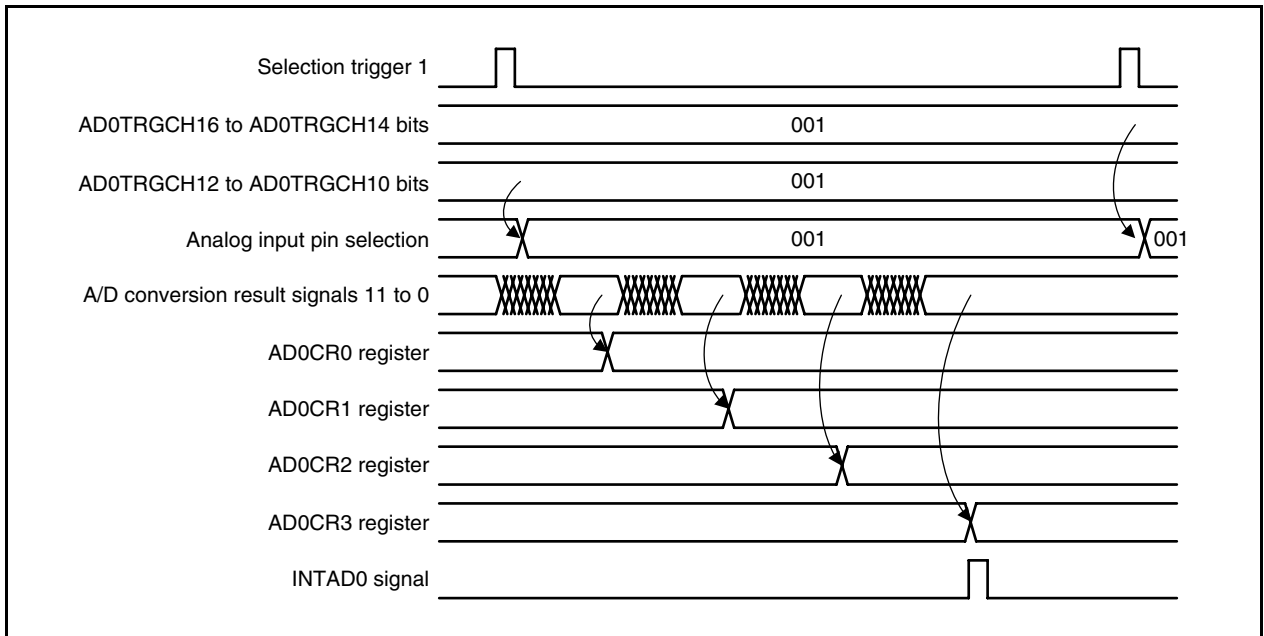 Selection trigger 1
AD0TRGCH16 to AD0TRGCH14 bits
001
AD0TRGCH12 to AD0TRGCH10 bits
001
Analog input pin selection
001
001
A/D conversion result signals 11 to 0
AD0CR0 register
AD0CR1 register
AD0CR2 register
AD0CR3 register
INTAD0 signal